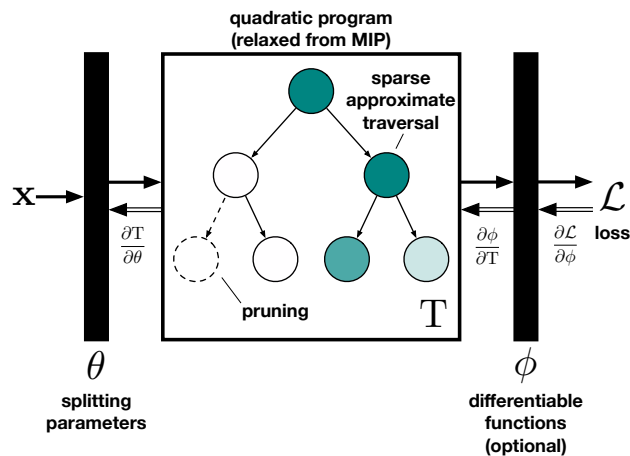 quadratic program
(relaxed from MIP)
sparse
approximate
traversal
x
∂T/∂θ
∂ϕ/∂T
∂ℒ/∂ϕ
ℒ
loss
pruning
T
θ
splitting
parameters
ϕ
differentiable
functions
(optional)